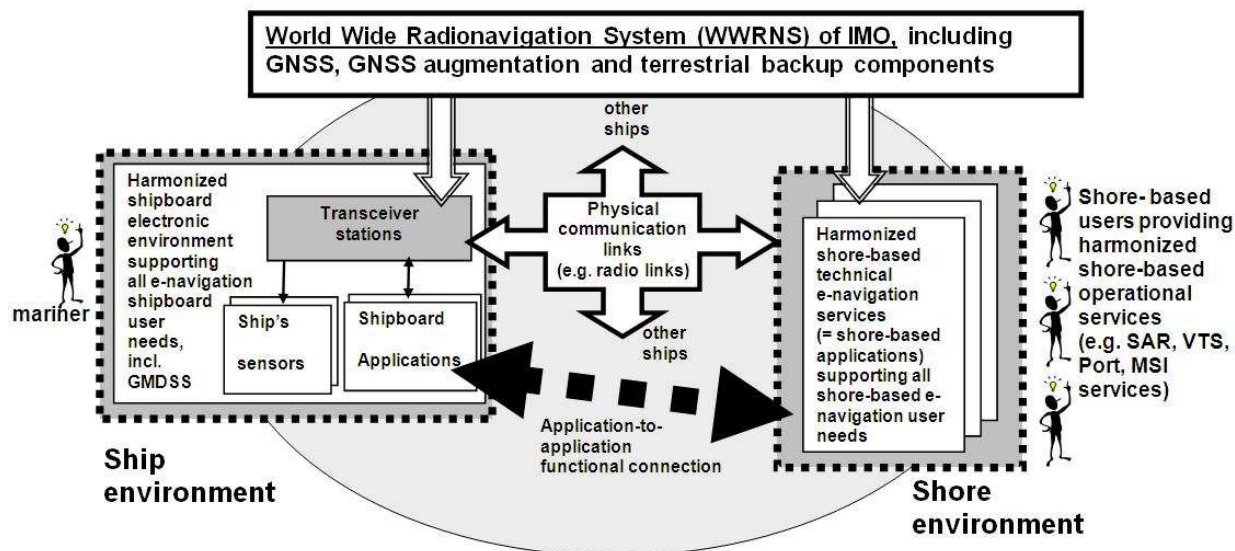 World Wide Radionavigation System (WWRNS) of IMO, including
GNSS, GNSS augmentation and terrestrial backup components
other
ships
Harmonized
shipboard
electronic
environment
supporting
all e-navigation
shipboard
user
needs,
incl.
GMDSS
Transceiver
stations
Ship's
sensors
Shipboard
Applications
mariner
Physical
communication
links
(e.g. radio links)
other
ships
Application-to-
application
functional connection
Harmonized
shore-based
technical
e-navigation
services
(= shore-based
applications)
supporting all
shore-based e-
navigation user
needs
Shore- based
users providing
harmonized
shore-based
operational
services
(e.g. SAR, VTS,
Port, MSI
services)
Ship
environment
Shore
environment